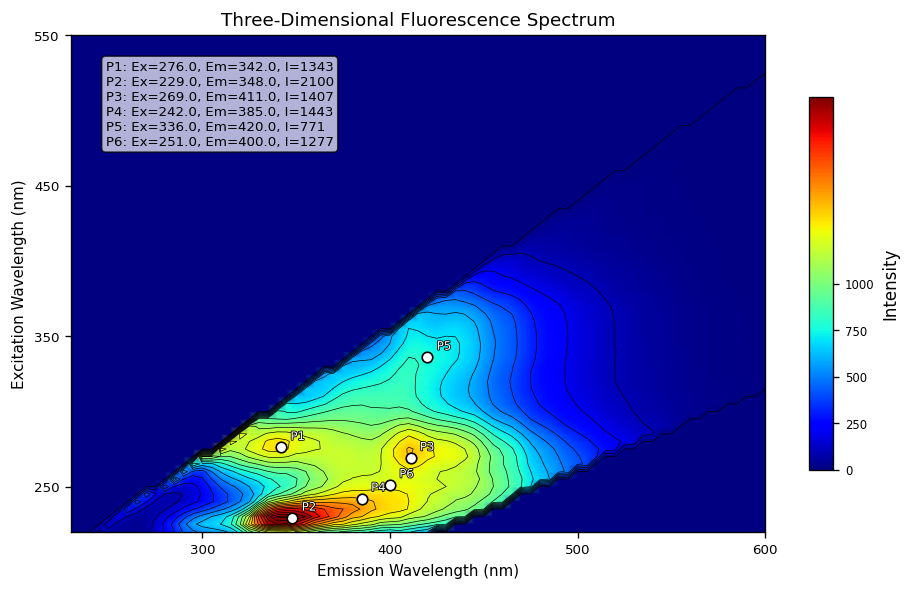 Three-Dimensional Fluorescence Spectrum
550
450
350
250
Excitation Wavelength (nm)
P1: Ex=276.0, Em=342.0, I=1343
P2: Ex=229.0, Em=348.0, I=2100
P3: Ex=269.0, Em=411.0, I=1407
P4: Ex=242.0, Em=385.0, I=1443
P5: Ex=336.0, Em=420.0, I=771
P6: Ex=251.0, Em=400.0, I=1277
P5
P1
P3
P6
P4
P2
300
400
500
600
Emission Wavelength (nm)
1000
750
500
250
0
Intensity